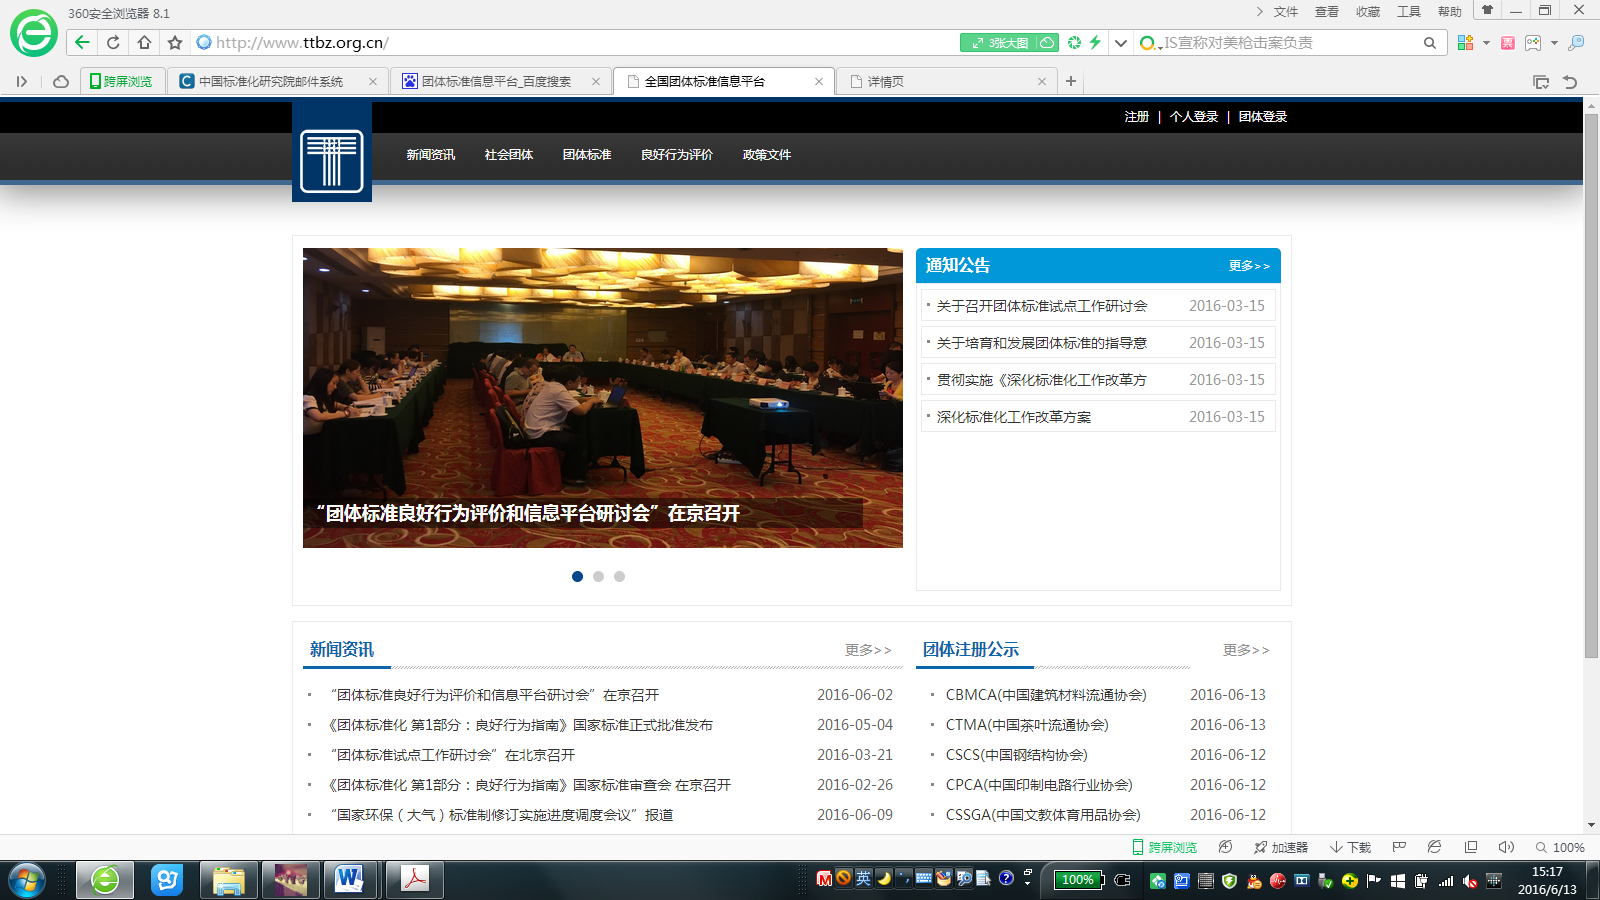 360安全浏览器 8.1
文件 查看 收藏 工具 帮助
http://www.ttbz.org.cn/
3张大图
IS宣称对美枪击案负责
跨屏浏览
中国标准化研究院邮件系统
团体标准信息平台_百度搜索
全国团体标准信息平台
详情页
注册 | 个人登录 | 团体登录
新闻资讯 社会团体 团体标准 良好行为评价 政策文件
“团体标准良好行为评价和信息平台研讨会”在京召开
通知公告 更多>>
关于召开团体标准试点工作研讨会 2016-03-15
关于培育和发展团体标准的指导意 2016-03-15
贯彻实施《深化标准化工作改革方 2016-03-15
深化标准化工作改革方案 2016-03-15
新闻资讯 更多>>
“团体标准良好行为评价和信息平台研讨会”在京召开 2016-06-02
《团体标准化 第1部分：良好行为指南》国家标准正式批准发布 2016-05-04
“团体标准试点工作研讨会”在北京召开 2016-03-21
《团体标准化 第1部分：良好行为指南》国家标准审查会 在京召开 2016-02-26
“国家环保（大气）标准制修订实施进度调度会议”报道 2016-06-09
团体注册公示 更多>>
CBMCA(中国建筑材料流通协会) 2016-06-13
CTMA(中国茶叶流通协会) 2016-06-13
CSCS(中国钢结构协会) 2016-06-12
CPCA(中国印制电路行业协会) 2016-06-12
CSSGA(中国文教体育用品协会) 2016-06-12
跨屏浏览 加速器 下载 100%
英
100%
15:17
2016/6/13